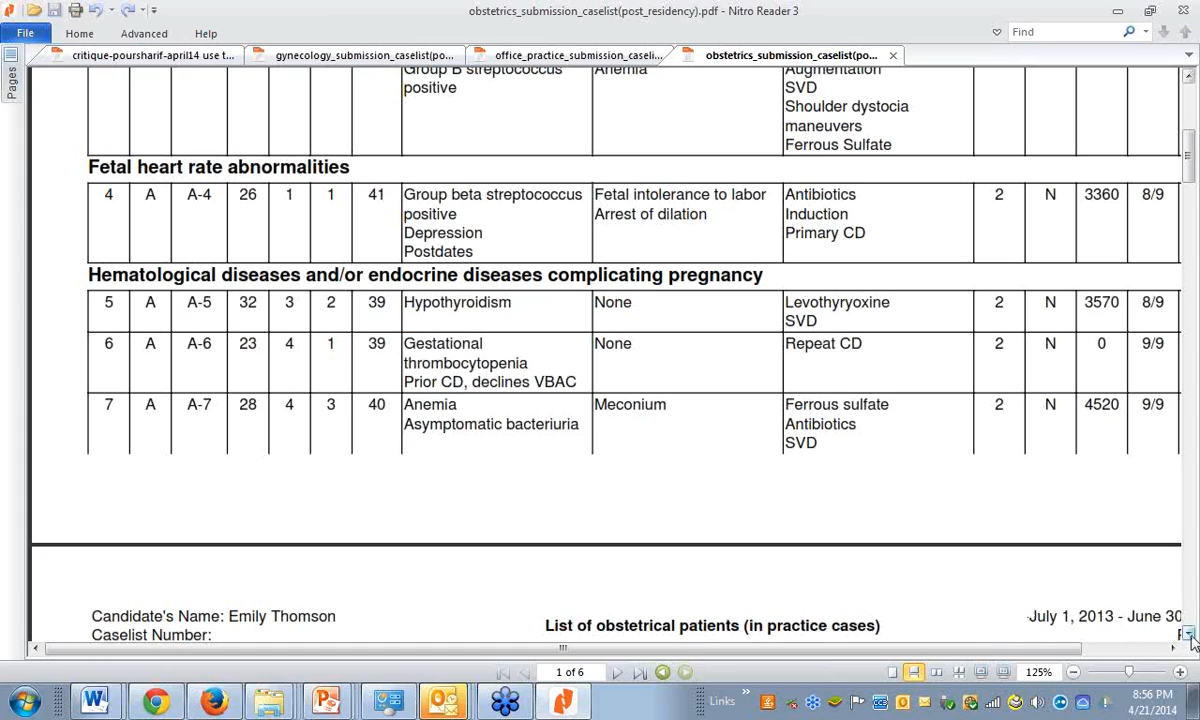 obstetrics_submission_caselist(post_residency).pdf - Nitro Reader 3
File Home Advanced Help Find
critique-poursharif-april14 use t... gynecology_submission_caselist(po... office_practice_submission_caseli... obstetrics_submission_caselist(po...
Pages
Group B streptococcus Anemia Augmentation
positive SVD
Shoulder dystocia
maneuvers
Ferrous Sulfate
Fetal heart rate abnormalities
4 A A-4 26 1 1 41 Group beta streptococcus Fetal intolerance to labor Antibiotics 2 N 3360 8/9
positive Arrest of dilation Induction
Depression Primary CD
Postdates
Hematological diseases and/or endocrine diseases complicating pregnancy
5 A A-5 32 3 2 39 Hypothyroidism None Levothyryoxine 2 N 3570 8/9
SVD
6 A A-6 23 4 1 39 Gestational None Repeat CD 2 N 0 9/9
thrombocytopenia
Prior CD, declines VBAC
7 A A-7 28 4 3 40 Anemia Meconium Ferrous sulfate 2 N 4520 9/9
Asymptomatic bacteriuria Antibiotics
SVD
Candidate's Name: Emily Thomson July 1, 2013 - June 30
List of obstetrical patients (in practice cases)
Caselist Number:
1 of 6 125%
Links 8:56 PM
4/21/2014